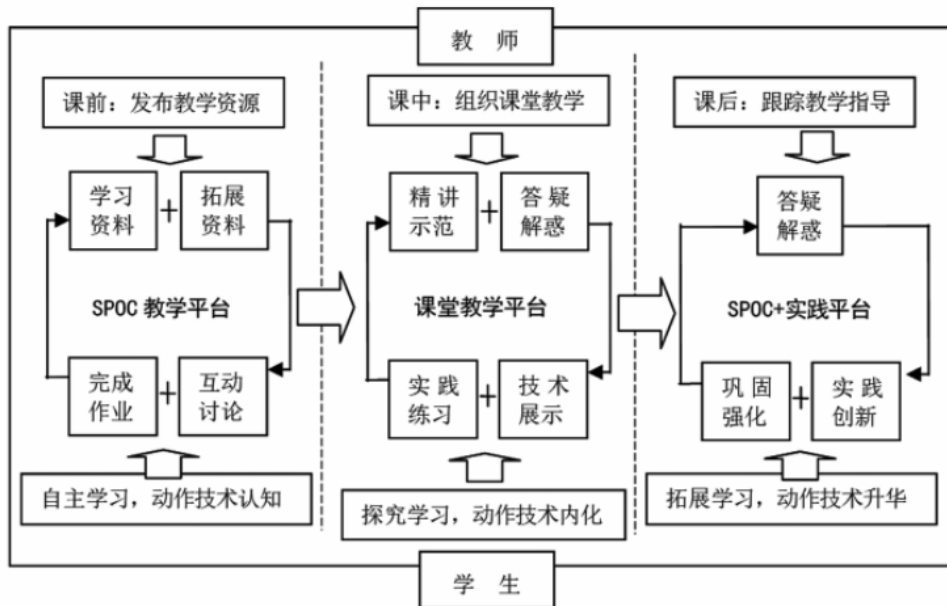 教 师
课前：发布教学资源
课中：组织课堂教学
课后：跟踪教学指导
学习
资料
+
拓展
资料
精 讲
示范
+
答 疑
解惑
答疑
解惑
SPOC 教学平台
课堂教学平台
SPOC+实践平台
完成
作业
+
互动
讨论
实 践
练习
+
技 术
展示
巩 固
强化
+
实 践
创新
自主学习，动作技术认知
探究学习，动作技术内化
拓展学习，动作技术升华
学 生